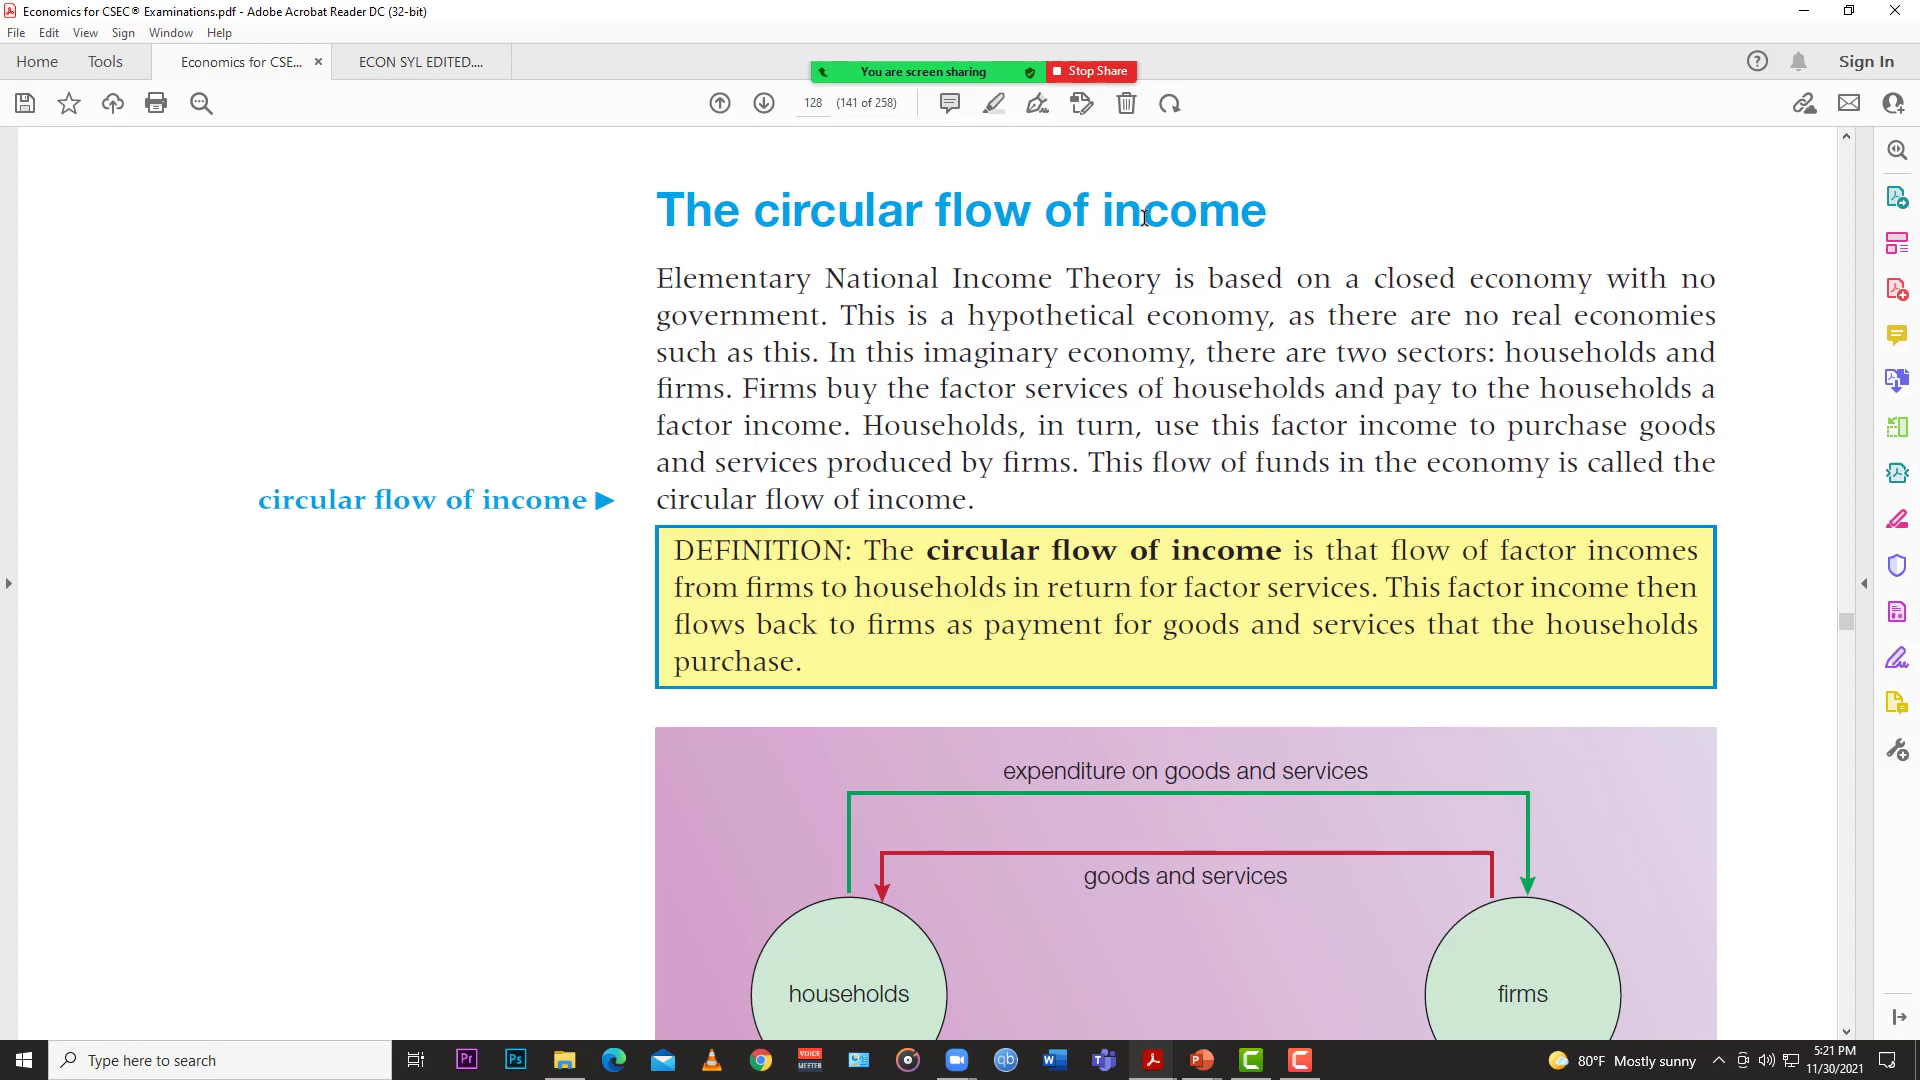 Economics for CSEC® Examinations.pdf - Adobe Acrobat Reader DC (32-bit)
File Edit View Sign Window Help
Home Tools Economics for CSE... × ECON SYL EDITED.... Sign In
You are screen sharing Stop Share
128 (141 of 258)
The circular flow of income
Elementary National Income Theory is based on a closed economy with no
government. This is a hypothetical economy, as there are no real economies
such as this. In this imaginary economy, there are two sectors: households and
firms. Firms buy the factor services of households and pay to the households a
factor income. Households, in turn, use this factor income to purchase goods
and services produced by firms. This flow of funds in the economy is called the
circular flow of income ▶ circular flow of income.
DEFINITION: The circular flow of income is that flow of factor incomes
from firms to households in return for factor services. This factor income then
flows back to firms as payment for goods and services that the households
purchase.
expenditure on goods and services
goods and services
households firms
Type here to search
Pr
Ps
VOICE
MEETER
qb
80°F Mostly sunny
5:21 PM
11/30/2021